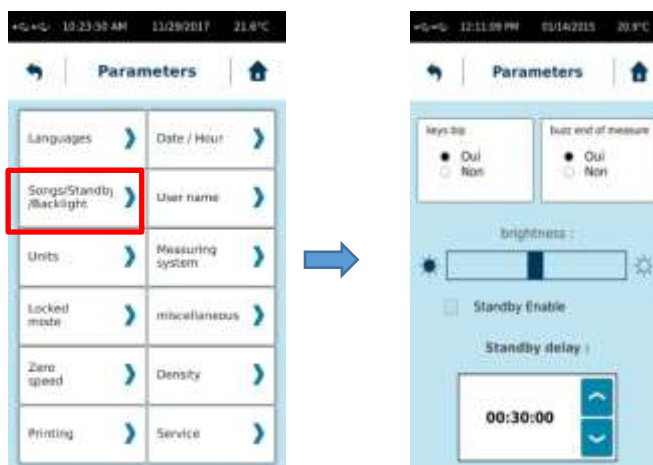 10:23:50 AM 11/29/2017 21.6°C
Parameters
Languages
Date / Hour
Songs/Standby
/Backlight
User name
Units
Measuring
system
Locked
mode
miscellaneous
Zero
speed
Density
Printing
Service
12:11:09 PM 01/14/2015 20.8°C
Parameters
keys bip
Oui
Non
buzz end of measure
Oui
Non
brightness :
Standby Enable
Standby delay :
00:30:00